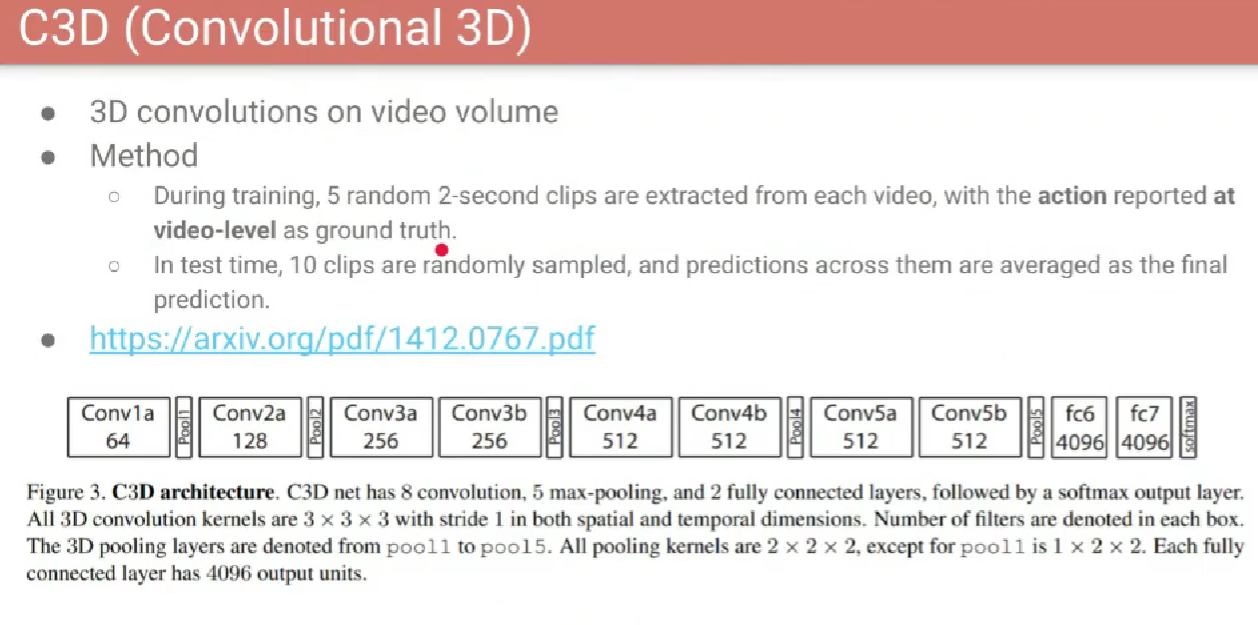 C3D (Convolutional 3D)
● 3D convolutions on video volume
● Method
○ During training, 5 random 2-second clips are extracted from each video, with the action reported at
video-level as ground truth.
○ In test time, 10 clips are randomly sampled, and predictions across them are averaged as the final
prediction.
● https://arxiv.org/pdf/1412.0767.pdf
Conv1a Pool1 Conv2a Pool2 Conv3a Conv3b Pool3 Conv4a Conv4b Pool4 Conv5a Conv5b Pool5 fc6 fc7 softmax
64 128 256 256 512 512 512 512 4096 4096
Figure 3. C3D architecture. C3D net has 8 convolution, 5 max-pooling, and 2 fully connected layers, followed by a softmax output layer.
All 3D convolution kernels are 3 × 3 × 3 with stride 1 in both spatial and temporal dimensions. Number of filters are denoted in each box.
The 3D pooling layers are denoted from pool1 to pool5. All pooling kernels are 2 × 2 × 2, except for pool1 is 1 × 2 × 2. Each fully
connected layer has 4096 output units.